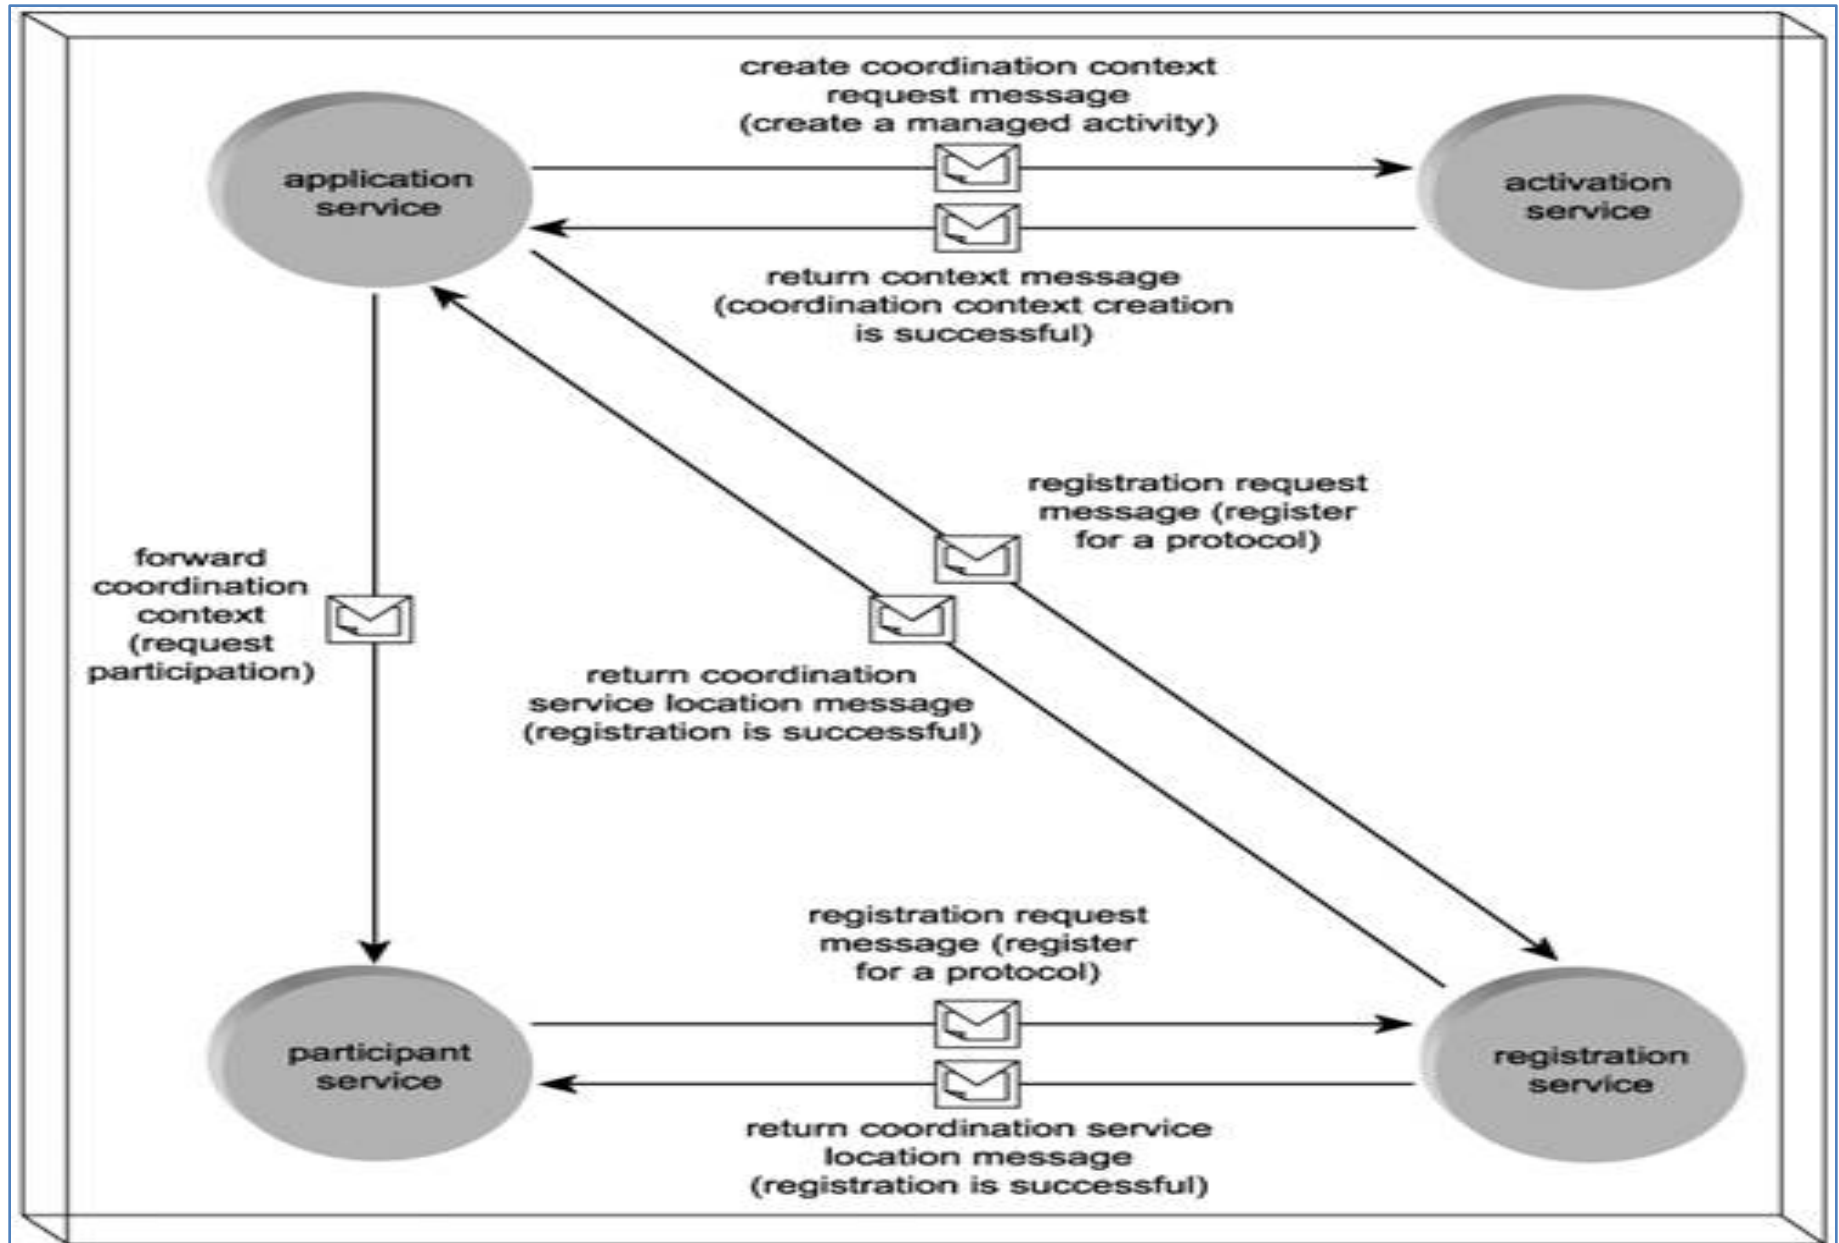 create coordination context
request message
(create a managed activity)
application
service
activation
service
return context message
(coordination context creation
is successful)
registration request
message (register
for a protocol)
forward
coordination
context
(request
participation)
return coordination
service location message
(registration is successful)
registration request
message (register
for a protocol)
participant
service
registration
service
return coordination service
location message
(registration is successful)